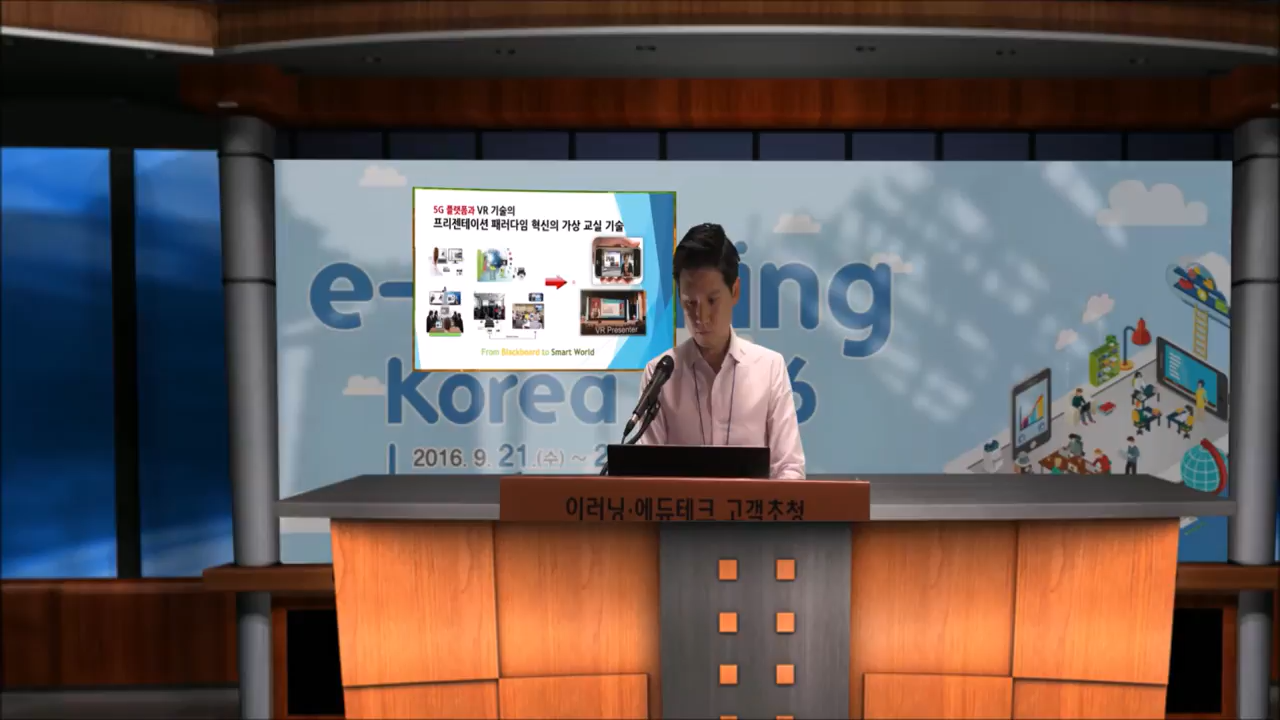 5G 플랫폼과 VR 기술의
프리젠테이션 패러다임 혁신의 가상 교실 기술
VR Presenter
From Blackboard to Smart World
e- ing
Korea 6
2016. 9. 21.(수) ~ 2
이러닝·에듀테크 고객초청